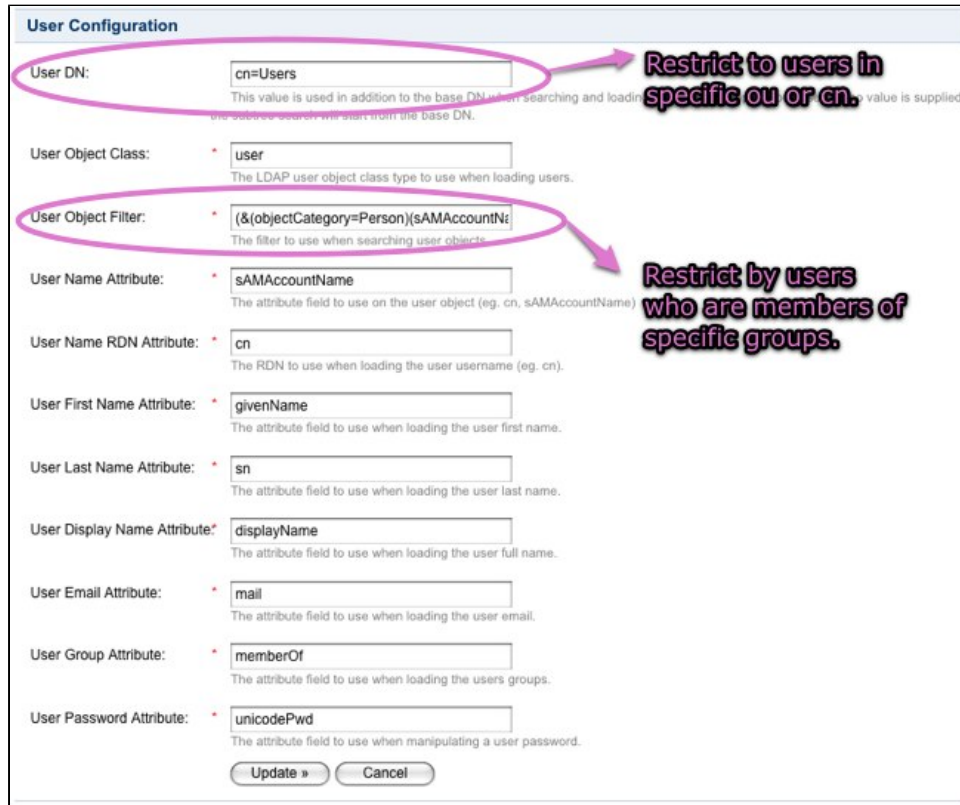 User Configuration
User DN:
cn=Users
Restrict to users in
specific ou or cn.
This value is used in addition to the base DN when searching and loading value is supplied
the subtree search will start from the base DN.
User Object Class: *
user
The LDAP user object class type to use when loading users.
User Object Filter: *
(&(objectCategory=Person)(sAMAccountNa
The filter to use when searching user objects.
Restrict by users
who are members of
specific groups.
User Name Attribute: *
sAMAccountName
The attribute field to use on the user object (eg. cn, sAMAccountName)
User Name RDN Attribute: *
cn
The RDN to use when loading the user username (eg. cn).
User First Name Attribute: *
givenName
The attribute field to use when loading the user first name.
User Last Name Attribute: *
sn
The attribute field to use when loading the user last name.
User Display Name Attribute: *
displayName
The attribute field to use when loading the user full name.
User Email Attribute: *
mail
The attribute field to use when loading the user email.
User Group Attribute: *
memberOf
The attribute field to use when loading the users groups.
User Password Attribute: *
unicodePwd
The attribute field to use when manipulating a user password.
Update » Cancel